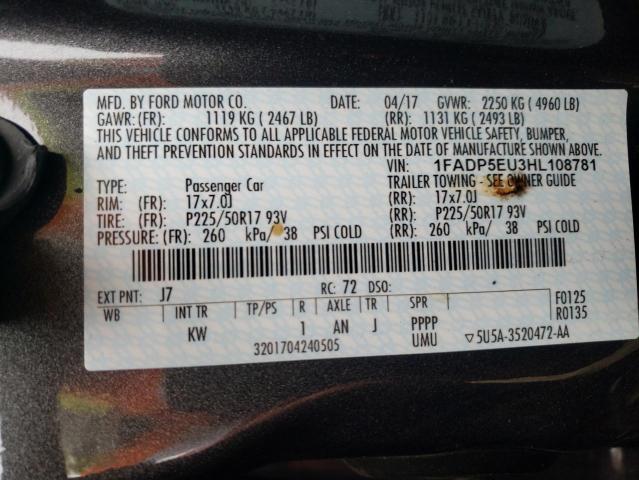 MFD. BY FORD MOTOR CO. DATE: 04/17 GVWR: 2250 KG ( 4960 LB)
GAWR: (FR): 1119 KG ( 2467 LB) (RR): 1131 KG ( 2493 LB)
THIS VEHICLE CONFORMS TO ALL APPLICABLE FEDERAL MOTOR VEHICLE SAFETY, BUMPER,
AND THEFT PREVENTION STANDARDS IN EFFECT ON THE DATE OF MANUFACTURE SHOWN ABOVE.
VIN: 1FADP5EU3HL108781
TYPE: Passenger Car TRAILER TOWING - SEE OWNER GUIDE
RIM: (FR): 17x7.0J (RR): 17x7.0J
TIRE: (FR): P225/50R17 93V (RR): P225/50R17 93V
PRESSURE: (FR): 260 kPa/ 38 PSI COLD (RR): 260 kPa/ 38 PSI COLD
EXT PNT: J7 RC: 72 DSO:
WB INT TR TP/PS R AXLE TR SPR F0125
KW 1 AN J PPPP R0135
3201704240505 UMU ▽5U5A-3520472-AA